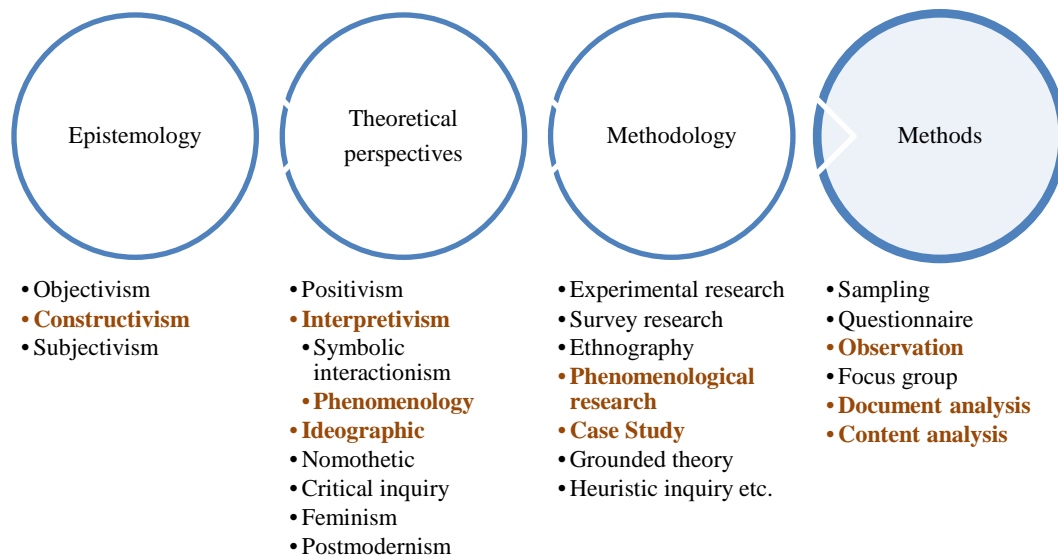 Epistemology
Theoretical
perspectives
Methodology
Methods
• Objectivism
• Constructivism
• Subjectivism
• Positivism
• Interpretivism
• Symbolic
interactionism
• Phenomenology
• Ideographic
• Nomothetic
• Critical inquiry
• Feminism
• Postmodernism
• Experimental research
• Survey research
• Ethnography
• Phenomenological
research
• Case Study
• Grounded theory
• Heuristic inquiry etc.
• Sampling
• Questionnaire
• Observation
• Focus group
• Document analysis
• Content analysis